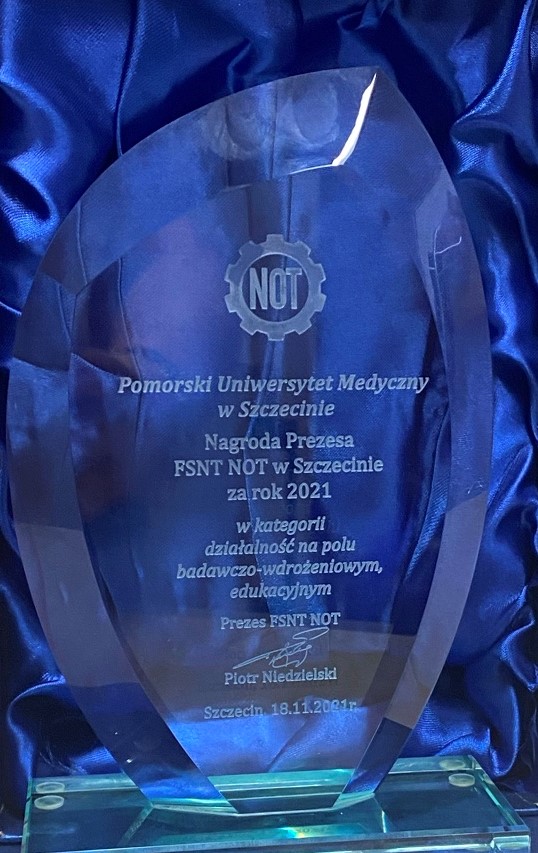 NOT
Pomorski Uniwersytet Medyczny
w Szczecinie
Nagroda Prezesa
FSNT NOT w Szczecinie
za rok 2021
w kategorii
działalność na polu
badawczo-wdrożeniowym,
edukacyjnym
Prezes FSNT NOT
Piotr Niedzielski
Szczecin, 18.11.2021r.